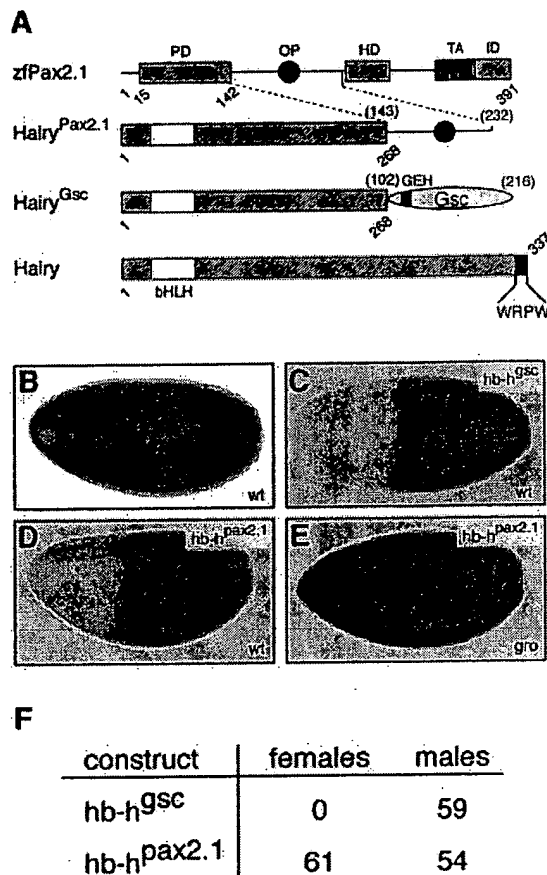 A
PD OP HD TA ID
zfPax2.1
1 15 142 391
(143) (232)
Hairy^Pax2.1
1 268
(102) GEH (216)
Hairy^Gsc Gsc
1 268
337
Hairy
1 bHLH WRPW
B wt
C hb-h^gsc wt
D hb-h^pax2.1 wt
E hb-h^pax2.1 gro
F
construct females males
hb-h^gsc 0 59
hb-h^pax2.1 61 54